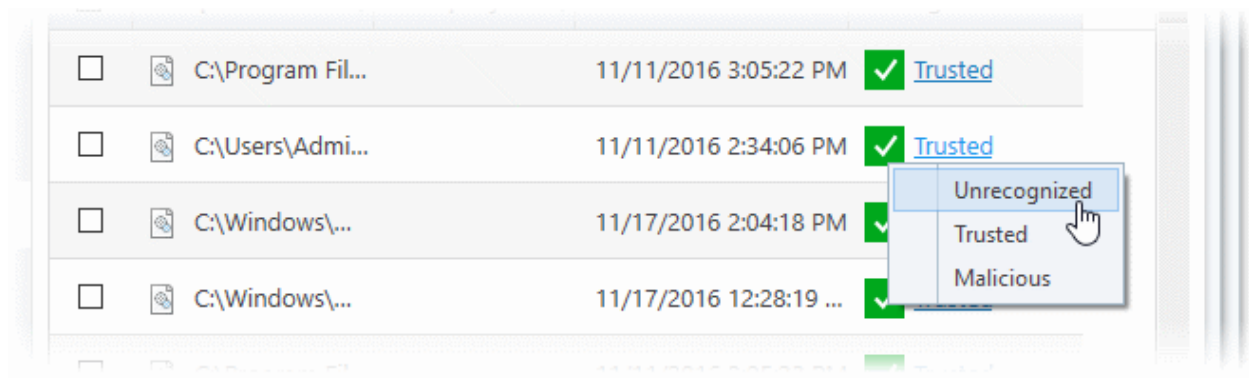 C:\Program Fil... 11/11/2016 3:05:22 PM Trusted
C:\Users\Admi... 11/11/2016 2:34:06 PM Trusted
Unrecognized
C:\Windows\... 11/17/2016 2:04:18 PM
Trusted
Malicious
C:\Windows\... 11/17/2016 12:28:19 ... Trusted